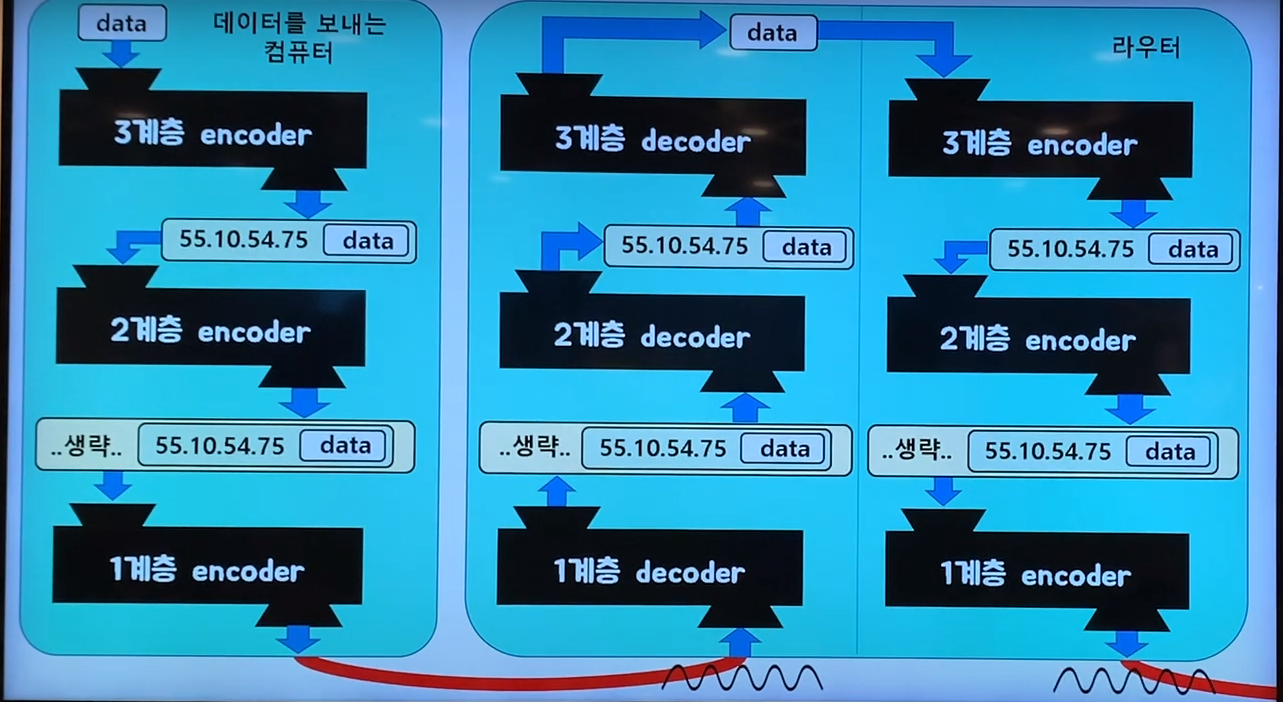 data
데이터를 보내는
컴퓨터
3계층 encoder
55.10.54.75 data
2계층 encoder
..생략.. 55.10.54.75 data
1계층 encoder
data
라우터
3계층 decoder
55.10.54.75 data
2계층 decoder
..생략.. 55.10.54.75 data
1계층 decoder
3계층 encoder
55.10.54.75 data
2계층 encoder
..생략.. 55.10.54.75 data
1계층 encoder